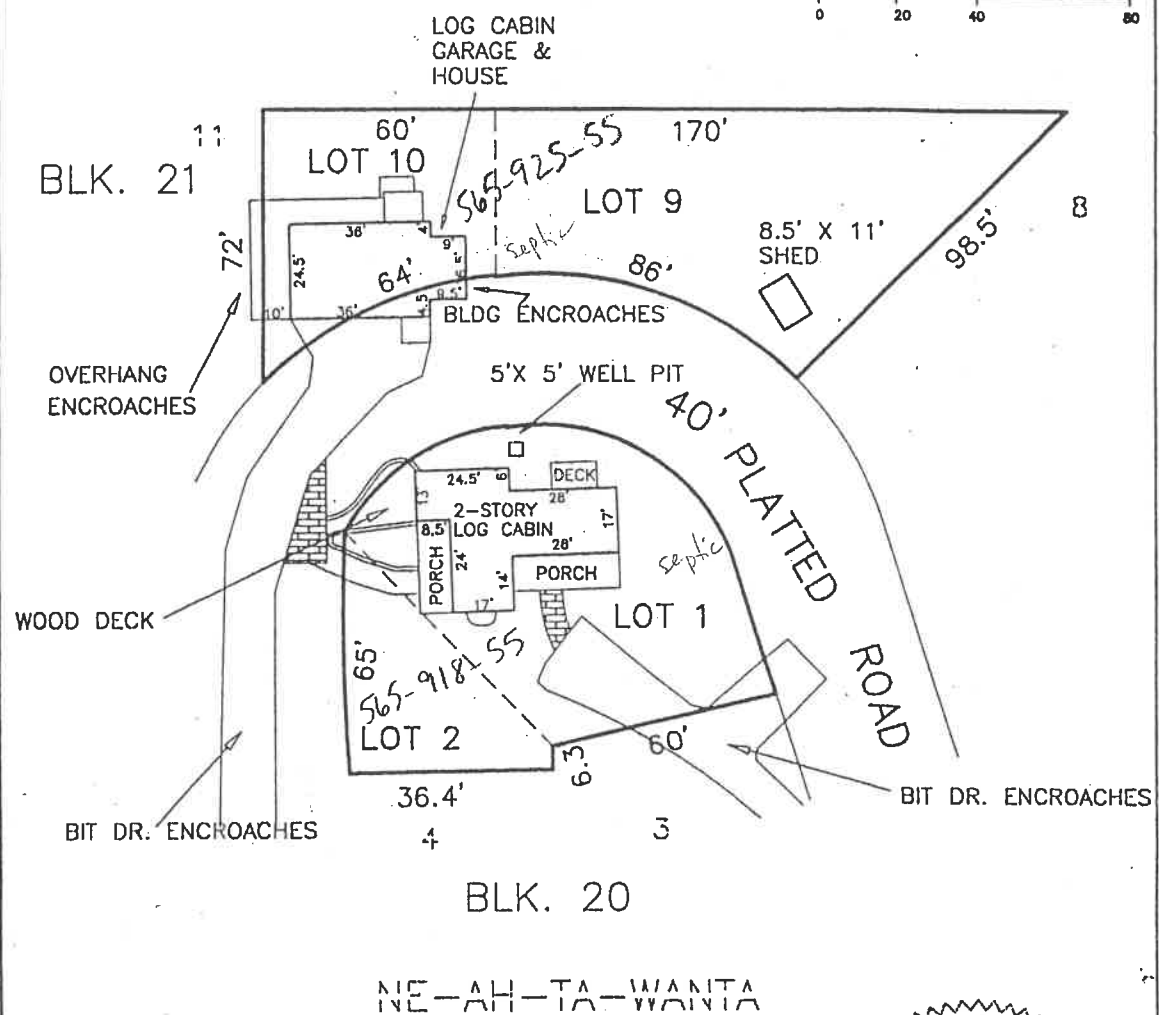 0 20 40 80
LOG CABIN
GARAGE &
HOUSE
11
60'
170'
BLK. 21
LOT 10
565-925-55
LOT 9
8
septic
8.5' X 11'
SHED
98.5'
72'
36'
4'
9'
24.5'
64'
5'
86'
8.5'
10'
36'
4.5'
BLDG ENCROACHES
OVERHANG
ENCROACHES
5'X 5' WELL PIT
40' PLATTED ROAD
24.5'
6'
DECK
28'
13'
2-STORY
LOG CABIN
17'
8.5'
24'
28'
PORCH
PORCH
14'
septic
17'
WOOD DECK
LOT 1
65'
565-918-55
LOT 2
60'
6.3'
36.4'
BIT DR. ENCROACHES
BIT DR. ENCROACHES
4
3
BLK. 20
NE-AH-TA-WANTA